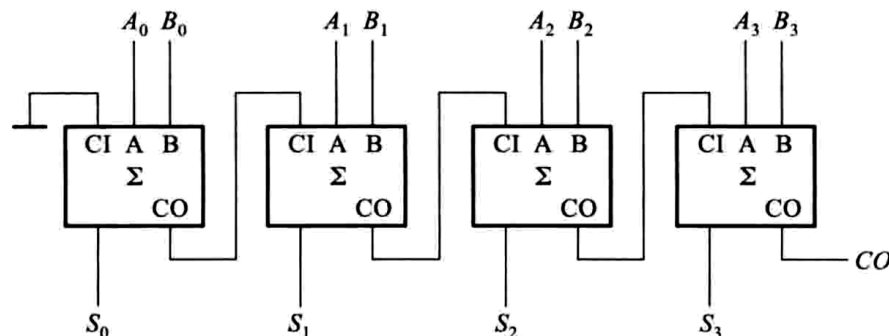 A₀ B₀ A₁ B₁ A₂ B₂ A₃ B₃
CI A B CI A B CI A B CI A B
Σ Σ Σ Σ
CO CO CO CO
CO
S₀ S₁ S₂ S₃